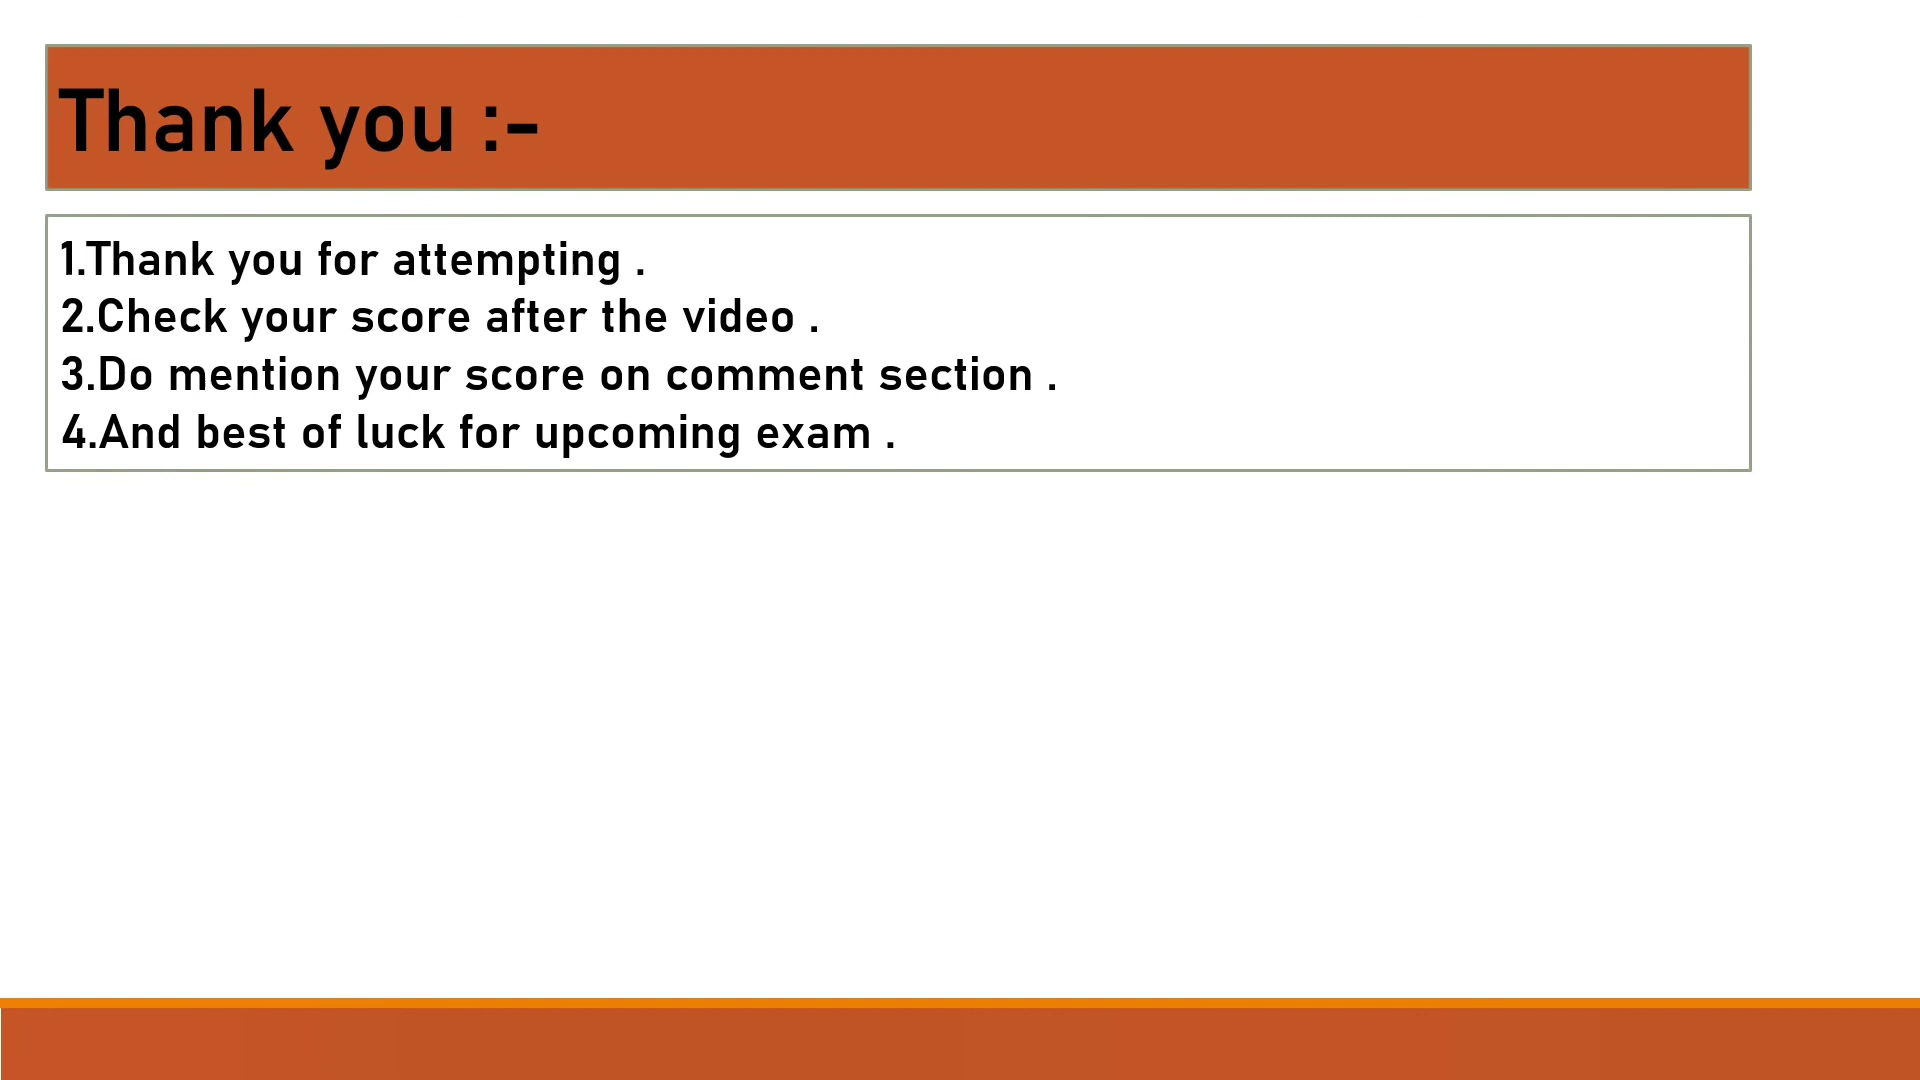 Thank you :-
1.Thank you for attempting .
2.Check your score after the video .
3.Do mention your score on comment section .
4.And best of luck for upcoming exam .